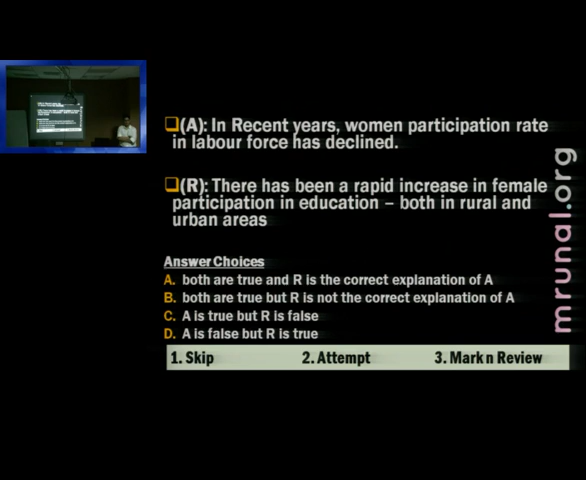 (A): In Recent years, women participation rate
in labour force has declined.
(R): There has been a rapid increase in female
participation in education – both in rural and
urban areas
Answer Choices
A. both are true and R is the correct explanation of A
B. both are true but R is not the correct explanation of A
C. A is true but R is false
D. A is false but R is true
1. Skip 2. Attempt 3. Mark n Review
mrunal.org